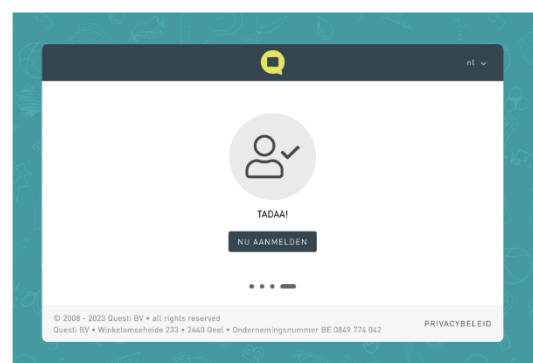 nl
TADAA!
NU AANMELDEN
© 2008 - 2023 Questi BV • all rights reserved
Questi BV • Winkelomseheide 233 • 2440 Geel • Ondernemingsnummer BE 0849 774 042
PRIVACYBELEID